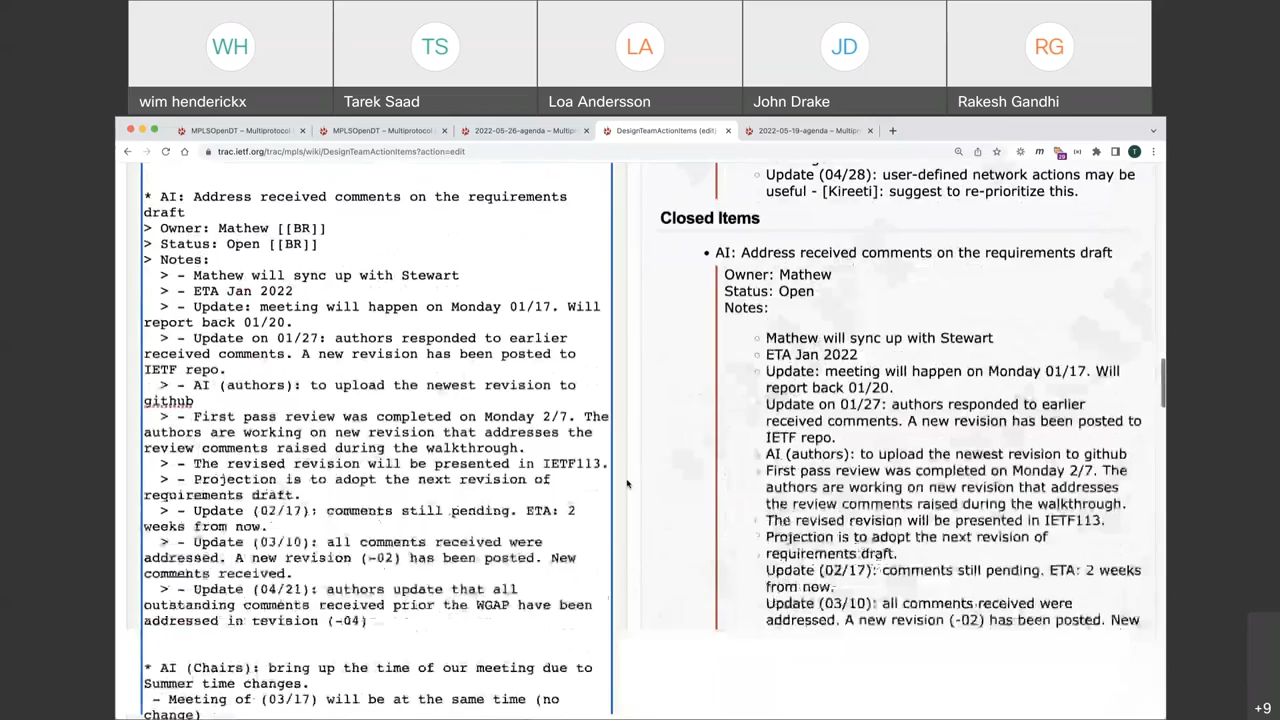 WH
TS
LA
JD
RG
wim henderickx
Tarek Saad
Loa Andersson
John Drake
Rakesh Gandhi
MPLSOpenDT – Multiprotocol
MPLSOpenDT – Multiprotocol
2022-05-26-agenda – Multipr
DesignTeamActionItems (edit)
2022-05-19-agenda – Multipr
trac.ietf.org/trac/mpls/wiki/DesignTeamActionItems?action=edit
* AI: Address received comments on the requirements
draft
> Owner: Mathew [[BR]]
> Status: Open [[BR]]
> Notes:
> - Mathew will sync up with Stewart
> - ETA Jan 2022
> - Update: meeting will happen on Monday 01/17. Will
report back 01/20.
> - Update on 01/27: authors responded to earlier
received comments. A new revision has been posted to
IETF repo.
> - AI (authors): to upload the newest revision to
github
> - First pass review was completed on Monday 2/7. The
authors are working on new revision that addresses the
review comments raised during the walkthrough.
> - The revised revision will be presented in IETF113.
> - Projection is to adopt the next revision of
requirements draft.
> - Update (02/17): comments still pending. ETA: 2
weeks from now.
> - Update (03/10): all comments received were
addressed. A new revision (-02) has been posted. New
comments received.
> - Update (04/21): authors update that all
outstanding comments received prior the WGAP have been
addressed in revision (-04)
* AI (Chairs): bring up the time of our meeting due to
Summer time changes.
- Meeting of (03/17) will be at the same time (no
change)
Update (04/28): user-defined network actions may be
useful - [Kireeti]: suggest to re-prioritize this.
Closed Items
• AI: Address received comments on the requirements draft
Owner: Mathew
Status: Open
Notes:
Mathew will sync up with Stewart
ETA Jan 2022
Update: meeting will happen on Monday 01/17. Will
report back 01/20.
Update on 01/27: authors responded to earlier
received comments. A new revision has been posted to
IETF repo.
AI (authors): to upload the newest revision to github
First pass review was completed on Monday 2/7. The
authors are working on new revision that addresses
the review comments raised during the walkthrough.
The revised revision will be presented in IETF113.
Projection is to adopt the next revision of
requirements draft.
Update (02/17): comments still pending. ETA: 2 weeks
from now.
Update (03/10): all comments received were
addressed. A new revision (-02) has been posted. New
+9